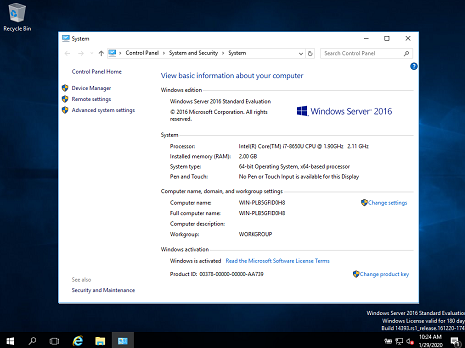 Recycle Bin
System
Control Panel > System and Security > System
Search Control Panel
Control Panel Home
Device Manager
Remote settings
Advanced system settings
View basic information about your computer
Windows edition
Windows Server 2016 Standard Evaluation
© 2016 Microsoft Corporation. All rights reserved.
Windows Server® 2016
System
Processor: Intel(R) Core(TM) i7-8650U CPU @ 1.90GHz 2.11 GHz
Installed memory (RAM): 2.00 GB
System type: 64-bit Operating System, x64-based processor
Pen and Touch: No Pen or Touch Input is available for this Display
Computer name, domain, and workgroup settings
Computer name: WIN-PLB5GFID0H8
Change settings
Full computer name: WIN-PLB5GFID0H8
Computer description:
Workgroup: WORKGROUP
Windows activation
Windows is activated Read the Microsoft Software License Terms
Product ID: 00378-00000-00000-AA739
Change product key
See also
Security and Maintenance
Windows Server 2016 Standard Evaluation
Windows License valid for 180 day
Build 14393.rs1_release.161220-174
10:24 AM
1/29/2020